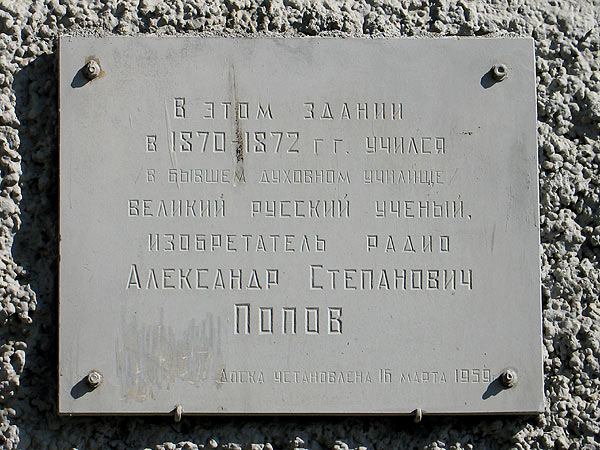 В этом здании
в 1870-1872 гг. учился
/в бывшем духовном училище/
великий русский ученый,
изобретатель радио
Александр Степанович
Попов
Доска установлена 16 марта 1959г.